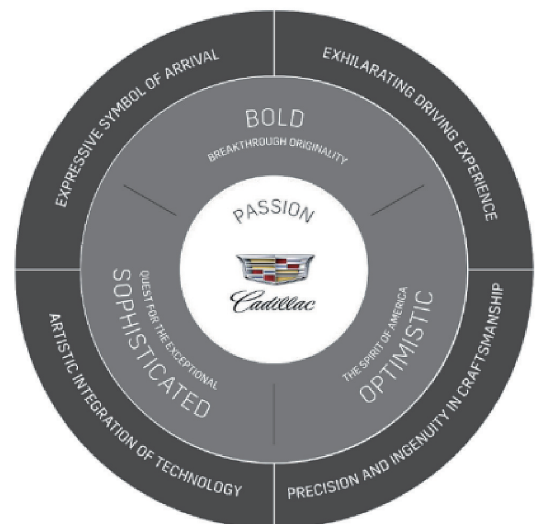 EXPRESSIVE SYMBOL OF ARRIVAL
EXHILARATING DRIVING EXPERIENCE
BOLD
BREAKTHROUGH ORIGINALITY
PASSION
Cadillac
QUEST FOR THE EXCEPTIONAL
SOPHISTICATED
THE SPIRIT OF AMERICA
OPTIMISTIC
ARTISTIC INTEGRATION OF TECHNOLOGY
PRECISION AND INGENUITY IN CRAFTSMANSHIP